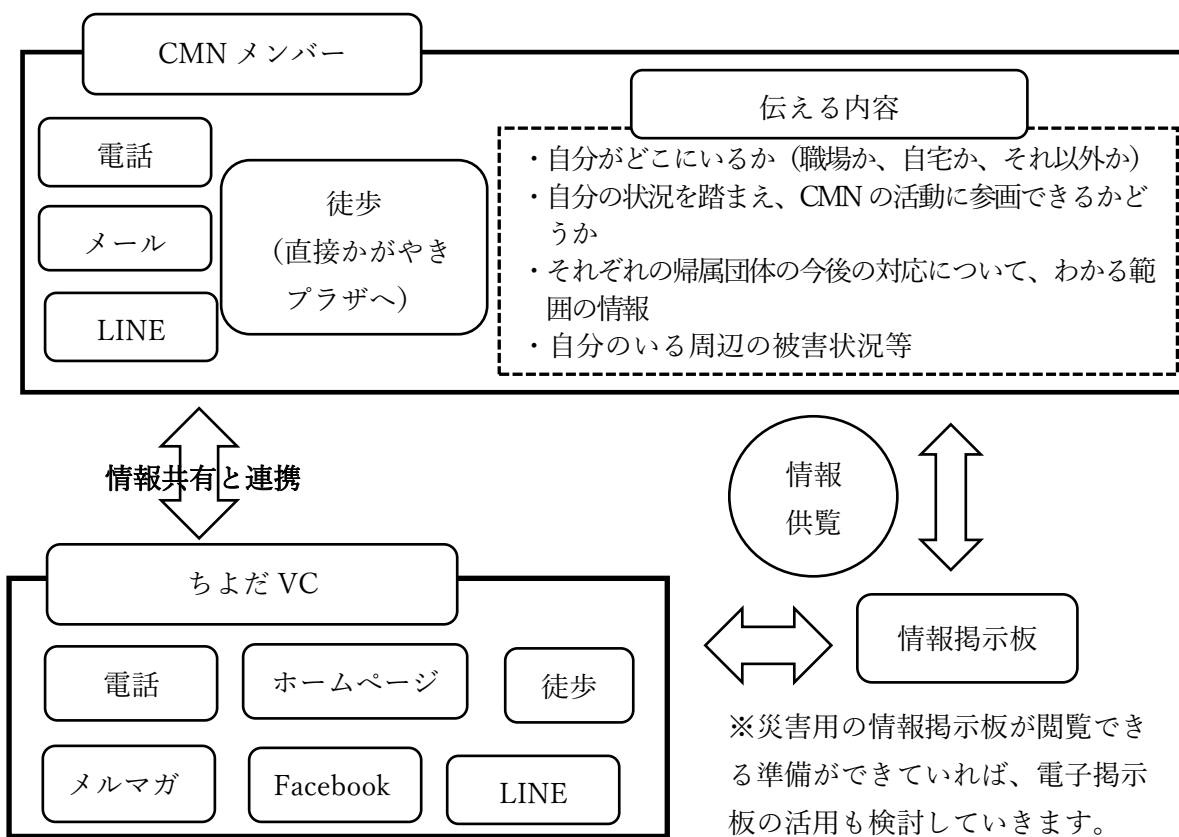 CMN メンバー
電話
メール
LINE
徒歩
（直接かがやき
プラザへ）
伝える内容
・自分がどこにいるか（職場か、自宅か、それ以外か）
・自分の状況を踏まえ、CMN の活動に参画できるかど
うか
・それぞれの帰属団体の今後の対応について、わかる範
囲の情報
・自分のいる周辺の被害状況等
情報共有と連携
情報
供覧
ちよだ VC
電話
ホームページ
徒歩
メルマガ
Facebook
LINE
情報掲示板
※災害用の情報掲示板が閲覧でき
る準備ができていれば、電子掲示
板の活用も検討していきます。